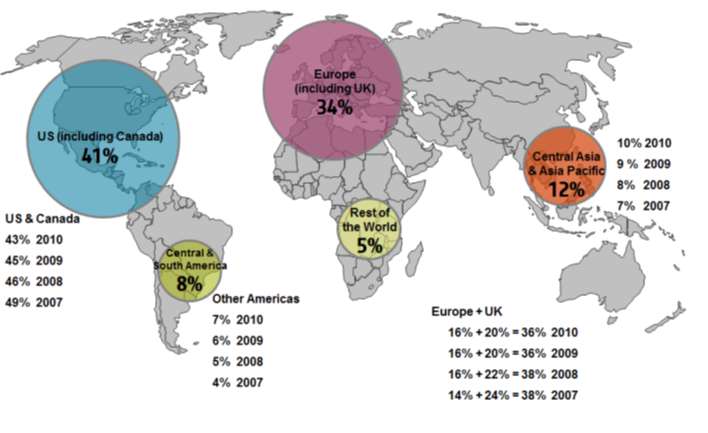 US (including Canada)
41%
Europe
(including UK)
34%
Central Asia
& Asia Pacific
12%
Rest of
the World
5%
Central &
South America
8%
US & Canada
43% 2010
45% 2009
46% 2008
49% 2007
Other Americas
7% 2010
6% 2009
5% 2008
4% 2007
10% 2010
9 % 2009
8% 2008
7% 2007
Europe + UK
16% + 20% = 36% 2010
16% + 20% = 36% 2009
16% + 22% = 38% 2008
14% + 24% = 38% 2007